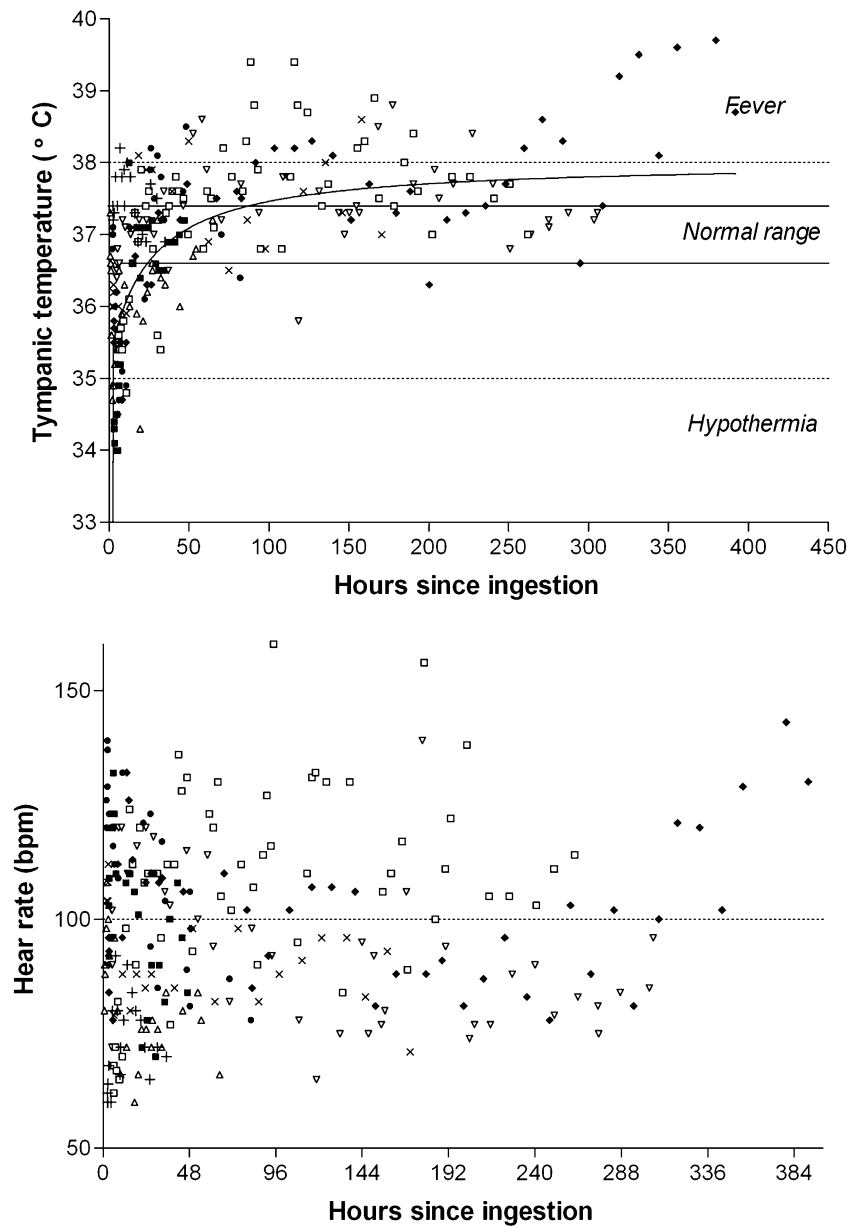 40
39
38
37
36
35
34
33
Tympanic temperature ( ° C)
Fever
Normal range
Hypothermia
0 50 100 150 200 250 300 350 400 450
Hours since ingestion
150
100
50
Hear rate (bpm)
0 48 96 144 192 240 288 336 384
Hours since ingestion